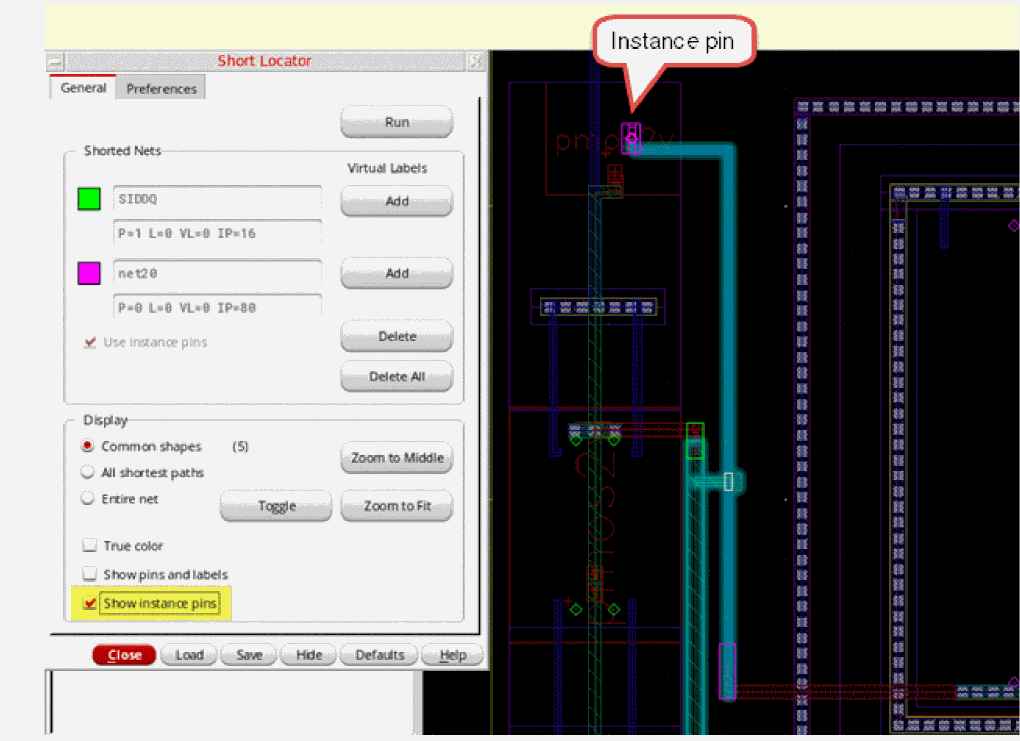 Instance pin
Short Locator
General Preferences
Run
Shorted Nets
Virtual Labels
SIDDQ
Add
P=1 L=0 VL=0 IP=16
net20
Add
P=0 L=0 VL=0 IP=80
Use instance pins
Delete
Delete All
Display
Common shapes (5)
Zoom to Middle
All shortest paths
Entire net
Toggle
Zoom to Fit
True color
Show pins and labels
Show instance pins
Close Load Save Hide Defaults Help